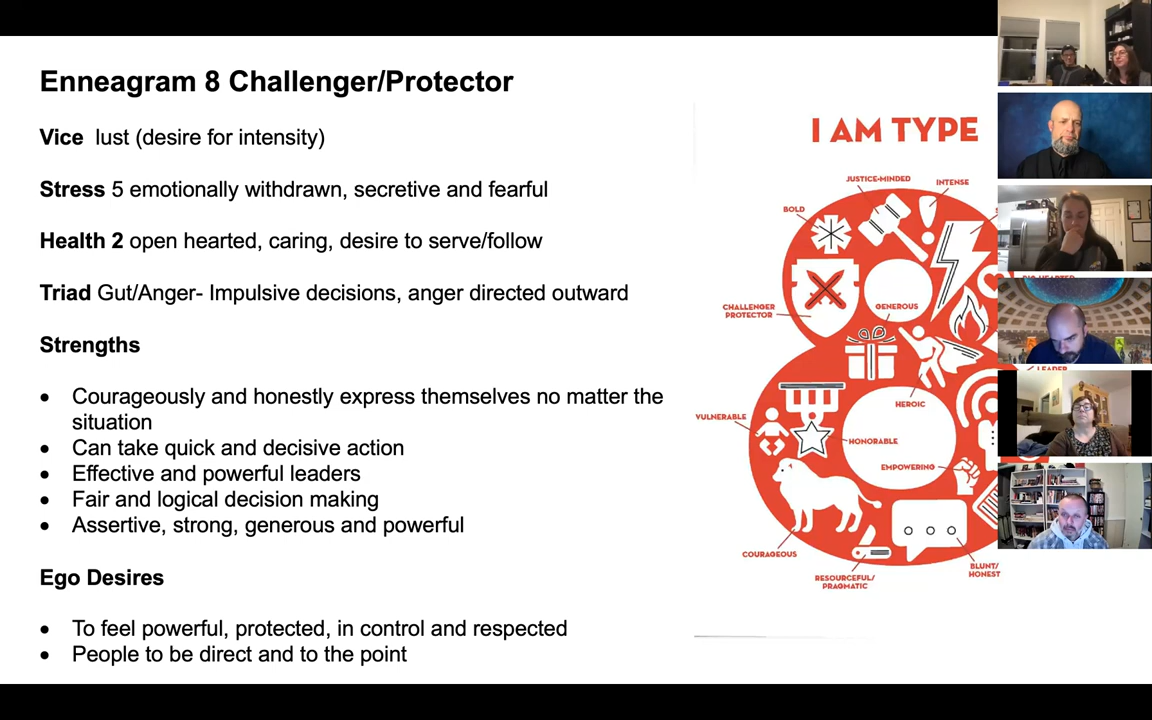 Enneagram 8 Challenger/Protector
Vice lust (desire for intensity)
Stress 5 emotionally withdrawn, secretive and fearful
Health 2 open hearted, caring, desire to serve/follow
Triad Gut/Anger- Impulsive decisions, anger directed outward
Strengths
• Courageously and honestly express themselves no matter the
situation
• Can take quick and decisive action
• Effective and powerful leaders
• Fair and logical decision making
• Assertive, strong, generous and powerful
Ego Desires
• To feel powerful, protected, in control and respected
• People to be direct and to the point
I AM TYPE
JUSTICE-MINDED
INTENSE
BOLD
CHALLENGER
PROTECTOR
GENEROUS
HEROIC
VULNERABLE
HONORABLE
EMPOWERING
COURAGEOUS
RESOURCEFUL/
PRAGMATIC
BLUNT/
HONEST